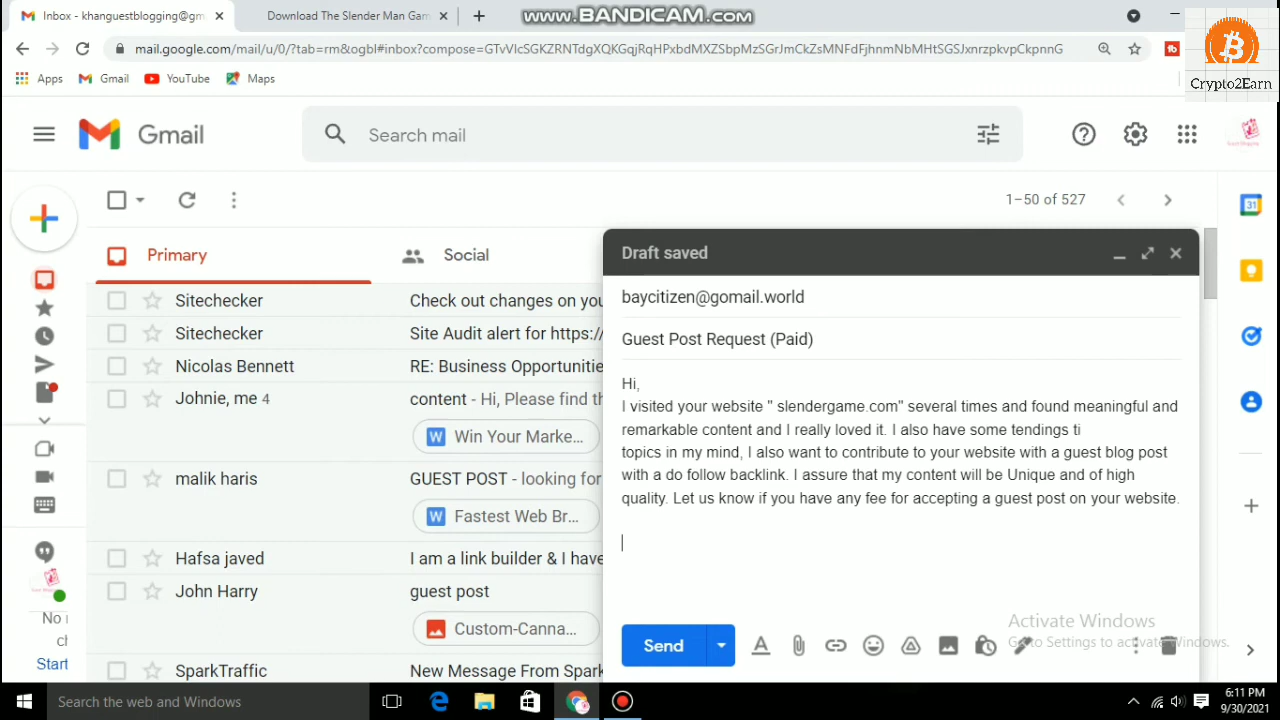 Inbox - khanguestblogging@gm
Download The Slender Man Gam
www.BANDICAM.com
mail.google.com/mail/u/0/?tab=rm&ogbl#inbox?compose=GTvVlcSGKZRNTdgXQKGqjRqHPxbdMXZSbpMzSGrJmCkZsMNFdFjhnmNbMHtSGSJxnrzpkvpCkpnnG
Crypto2Earn
Apps
Gmail
YouTube
Maps
Gmail
Search mail
1–50 of 527
31
Primary
Social
Draft saved
Sitechecker
Check out changes on you
baycitizen@gomail.world
Sitechecker
Site Audit alert for https:/
Guest Post Request (Paid)
Nicolas Bennett
RE: Business Opportunities
Johnie, me 4
content - Hi, Please find th
W Win Your Marke...
Hi,
I visited your website " slendergame.com" several times and found meaningful and
remarkable content and I really loved it. I also have some tendings ti
topics in my mind, I also want to contribute to your website with a guest blog post
with a do follow backlink. I assure that my content will be Unique and of high
quality. Let us know if you have any fee for accepting a guest post on your website.
malik haris
GUEST POST - looking for
W Fastest Web Br...
Hafsa javed
I am a link builder & I have
John Harry
guest post
Custom-Canna...
No
ch
Start
SparkTraffic
New Message From Spark
Send
Activate Windows
Go to Settings to activate Windows.
Search the web and Windows
6:11 PM
9/30/2021